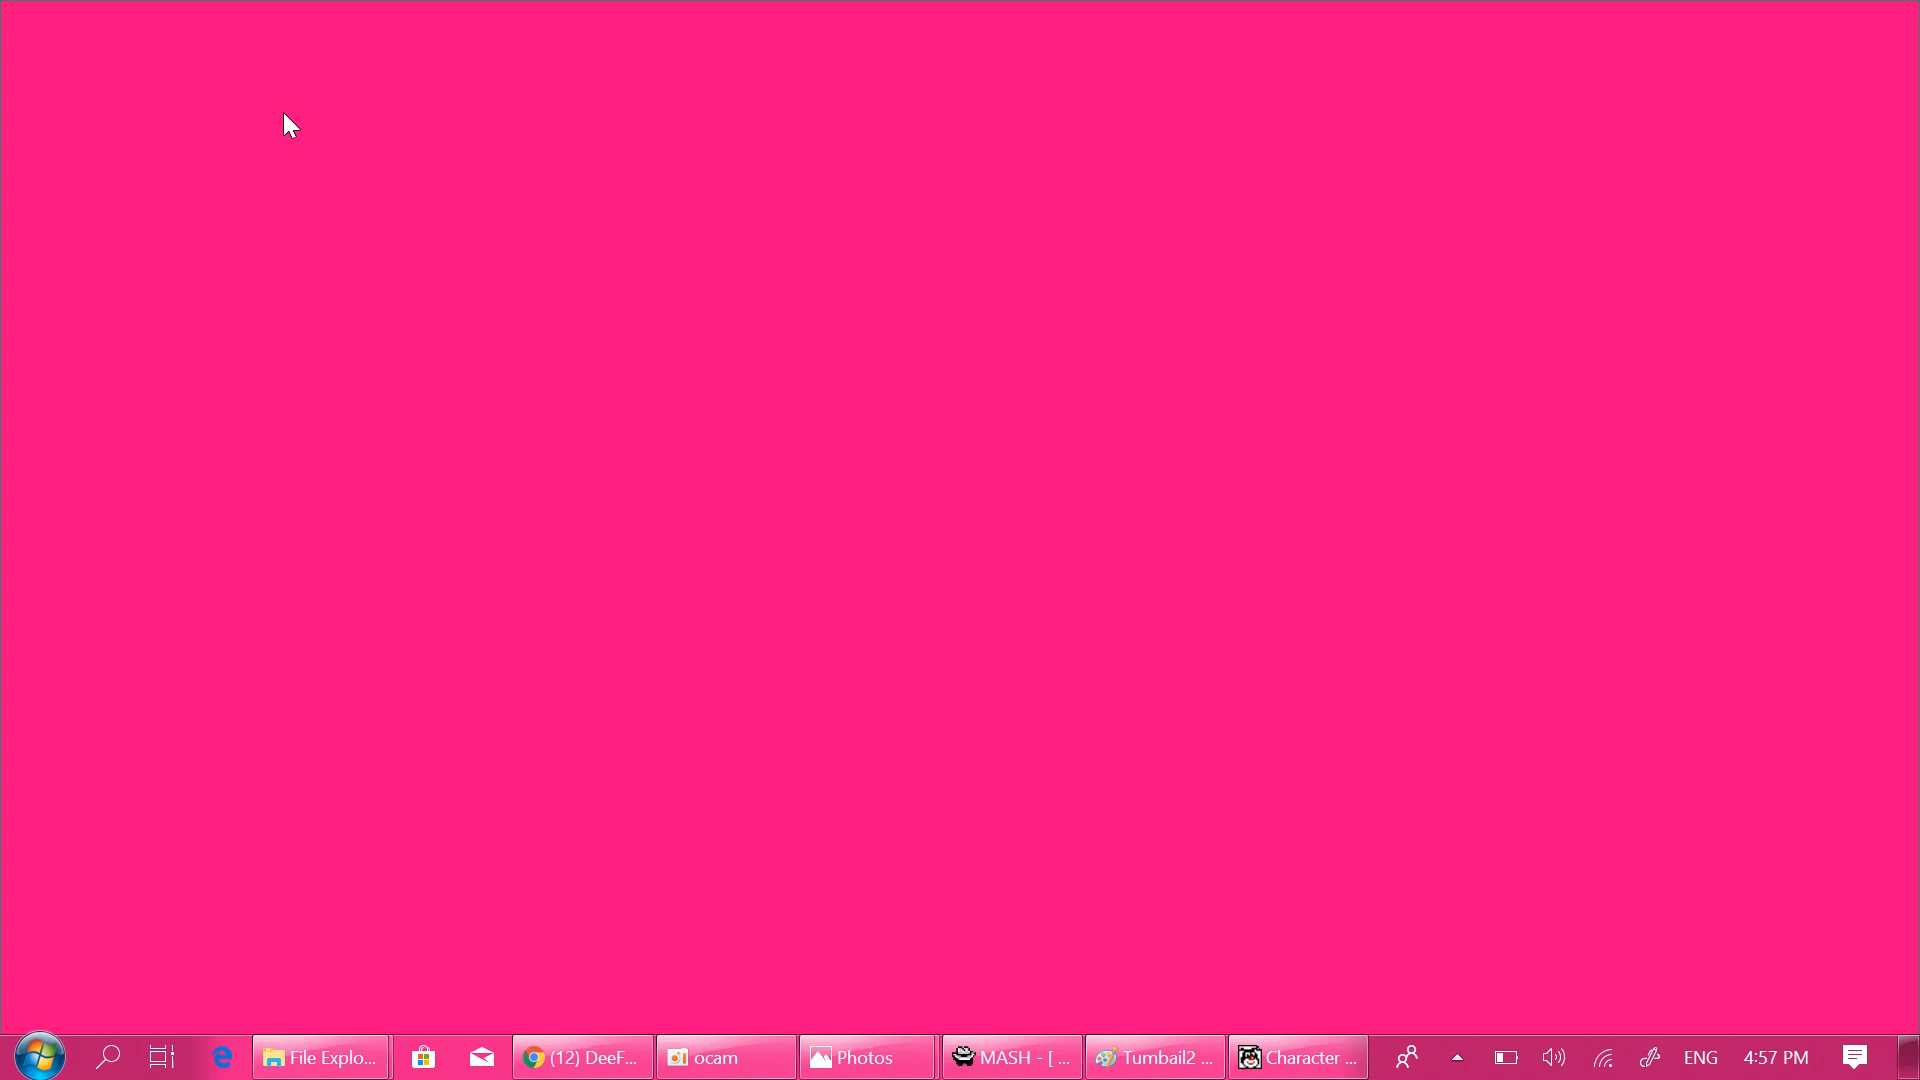 File Explo...
(12) DeeF...
ocam
Photos
MASH - [ ...
Tumbail2 ...
Character ...
ENG
4:57 PM